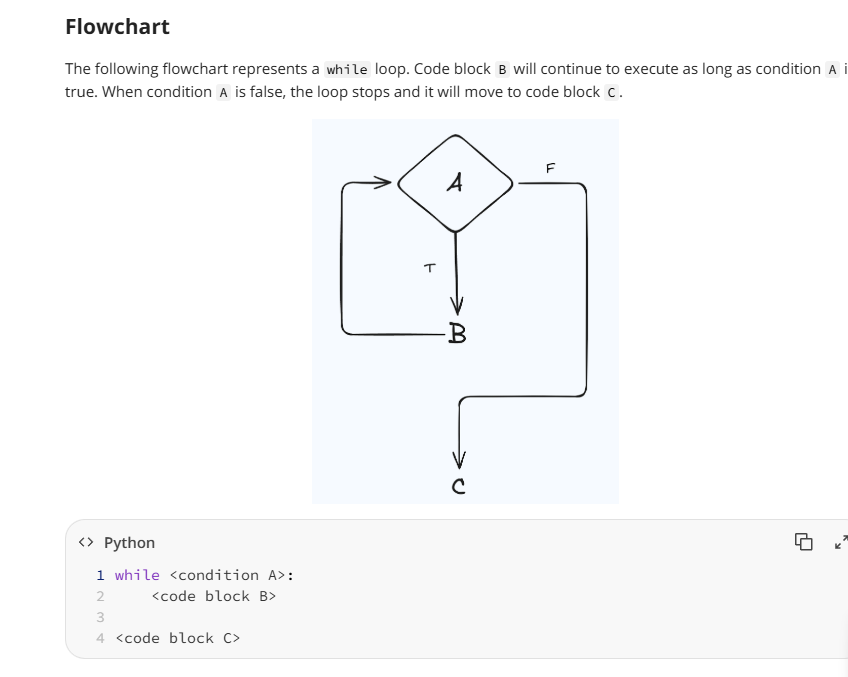 Flowchart
The following flowchart represents a while loop. Code block B will continue to execute as long as condition A i
true. When condition A is false, the loop stops and it will move to code block C.
A
F
T
B
C
<> Python
1 while <condition A>:
2     <code block B>
3
4 <code block C>